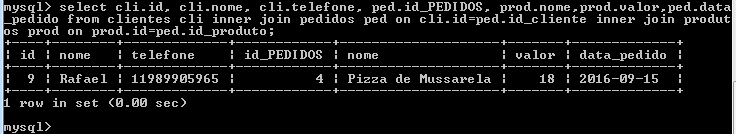 mysql> select cli.id, cli.nome, cli.telefone, ped.id_PEDIDOS, prod.nome,prod.valor,ped.data
_pedido from clientes cli inner join pedidos ped on cli.id=ped.id_cliente inner join produt
os prod on prod.id=ped.id_produto;
+----+--------+-------------+------------+-------------------+-------+-------------+
| id | nome | telefone | id_PEDIDOS | nome | valor | data_pedido |
+----+--------+-------------+------------+-------------------+-------+-------------+
| 9 | Rafael | 11989905965 | 4 | Pizza de Mussarela | 18 | 2016-09-15 |
+----+--------+-------------+------------+-------------------+-------+-------------+
1 row in set (0.00 sec)
mysql>